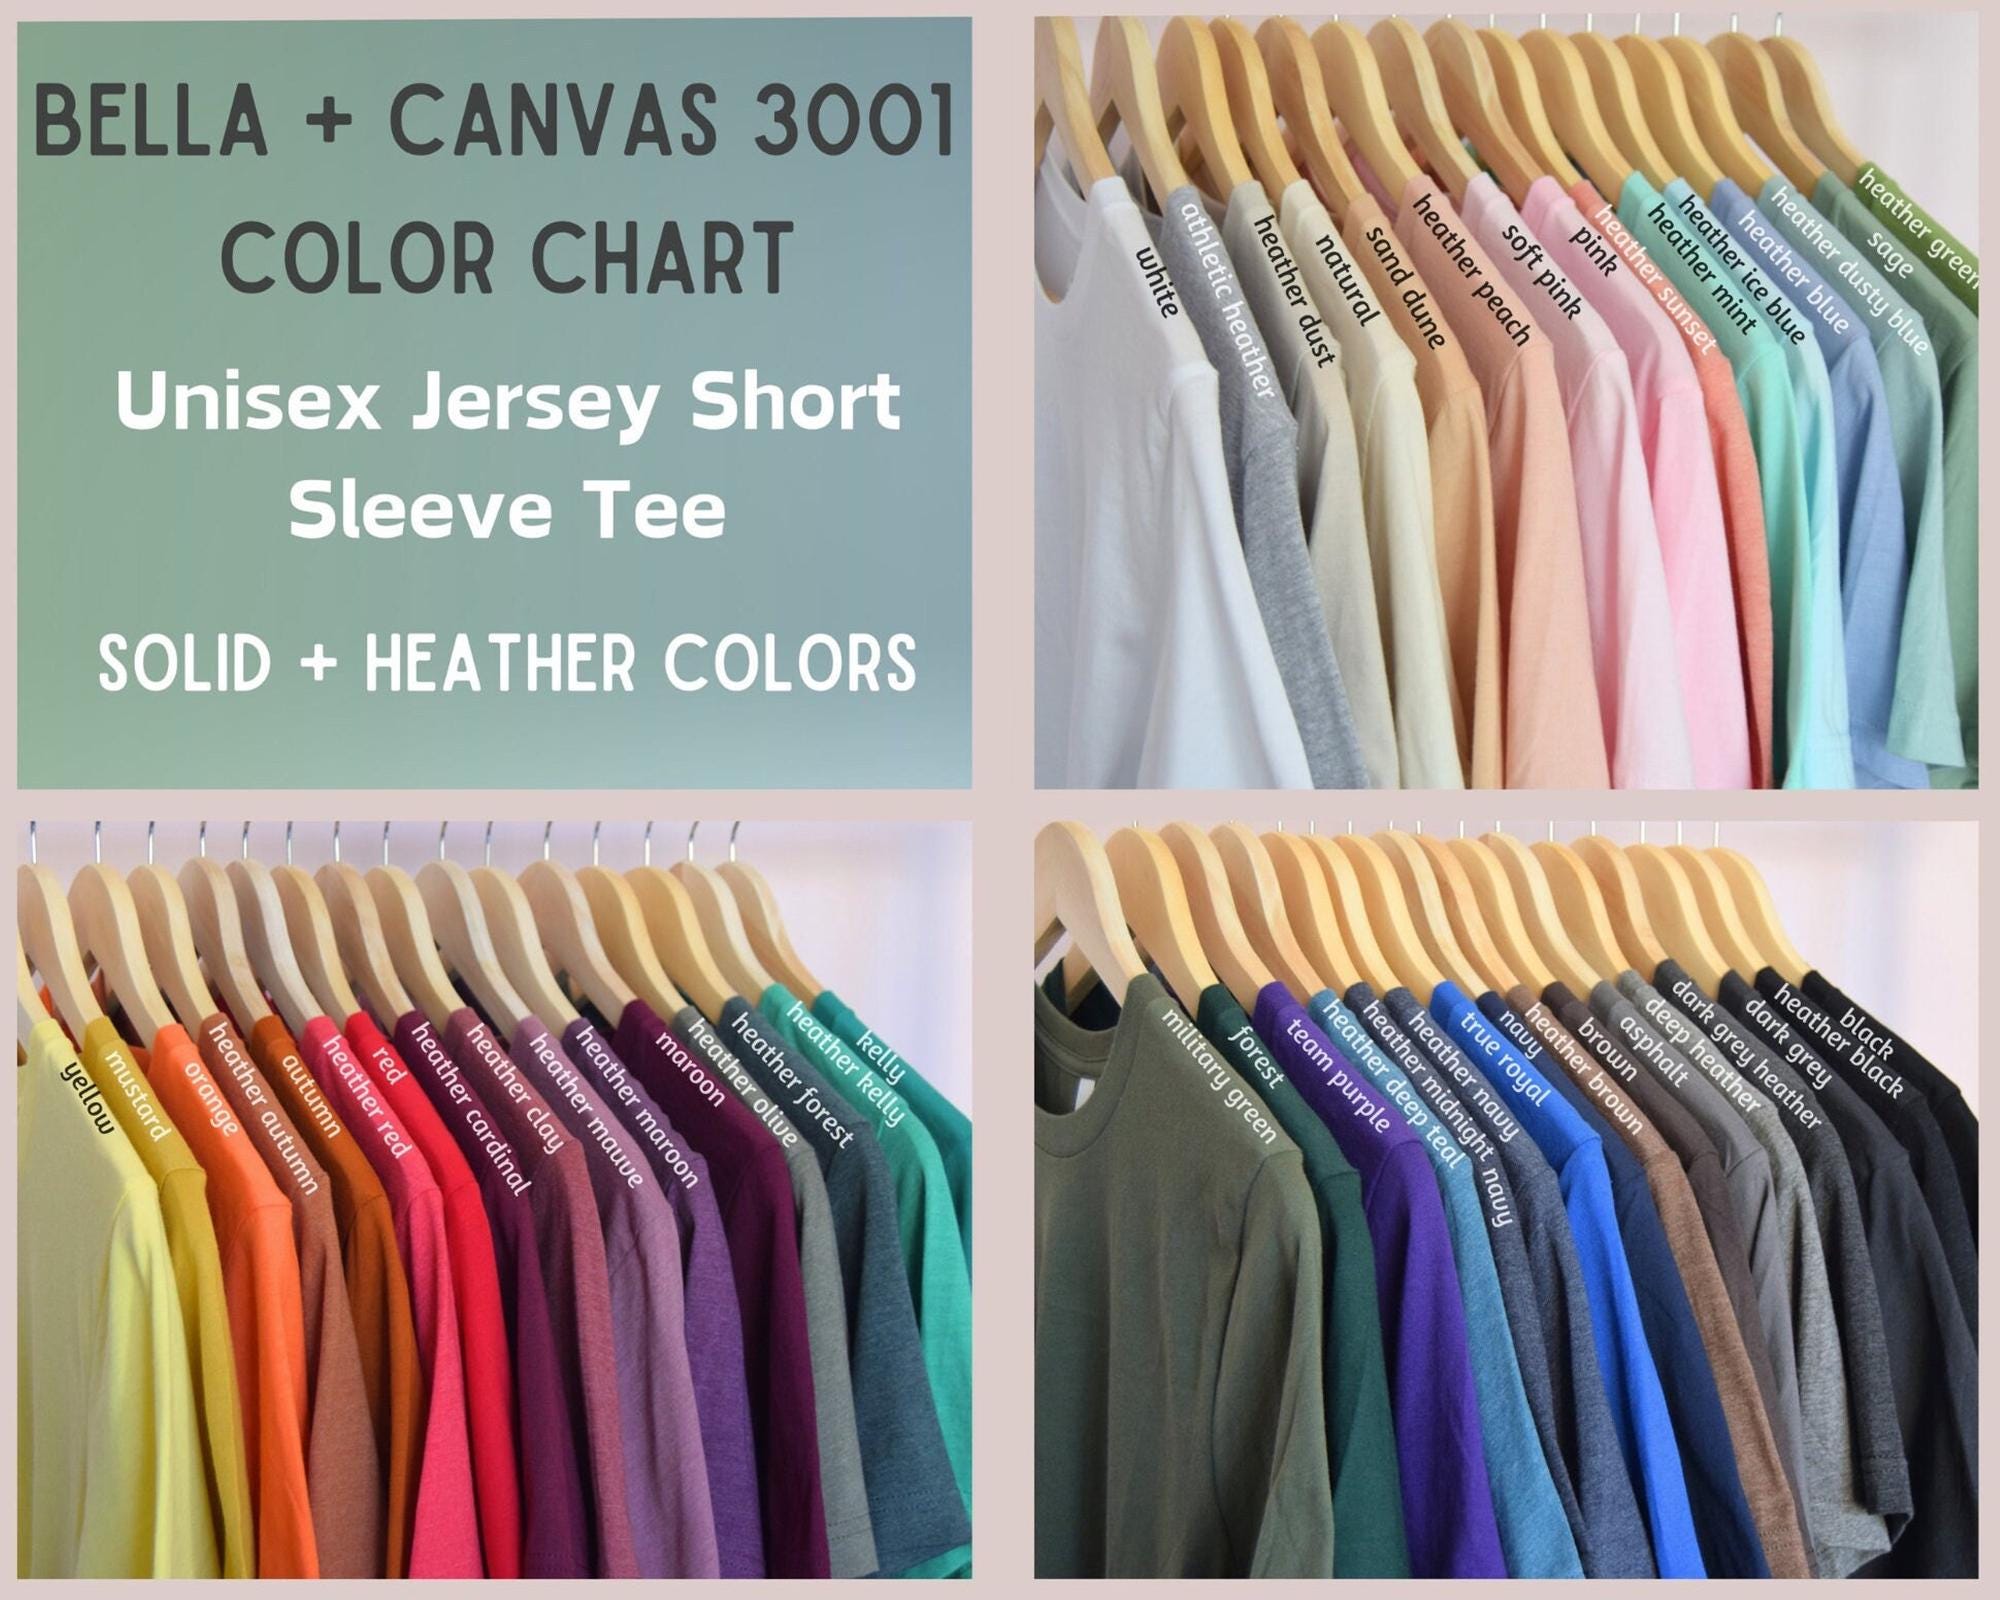 BELLA + CANVAS 3001
COLOR CHART
Unisex Jersey Short
Sleeve Tee
SOLID + HEATHER COLORS
white
athletic heather
heather dust
natural
sand dune
heather peach
soft pink
pink
heather sunset
heather mint
heather ice blue
heather blue
heather dusty blue
sage
heather green
yellow
mustard
orange
heather autumn
autumn
heather red
red
heather cardinal
heather clay
heather mauve
heather maroon
maroon
heather olive
heather forest
heather kelly
kelly
military green
forest
team purple
heather deep teal
heather midnight navy
heather navy
true royal
navy
heather brown
brown
asphalt
deep heather
dark grey heather
dark grey
heather black
black